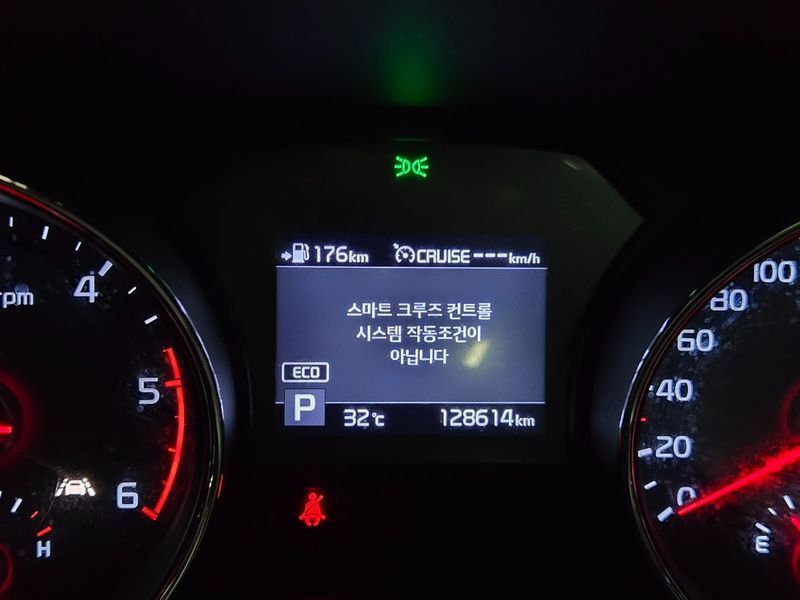 176km CRUISE---km/h
스마트 크루즈 컨트롤
시스템 작동조건이
아닙니다
ECO
P 32℃ 128614km
rpm
4
5
6
H
100
80
60
40
20
0
E